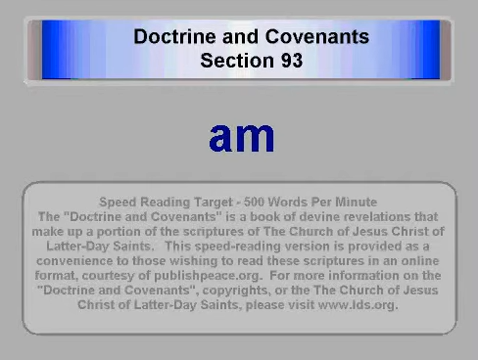 Doctrine and Covenants
Section 93
am
Speed Reading Target - 500 Words Per Minute
The "Doctrine and Covenants" is a book of devine revelations that
make up a portion of the scriptures of The Church of Jesus Christ of
Latter-Day Saints.  This speed-reading version is provided as a
convenience to those wishing to read these scriptures in an online
format, courtesy of publishpeace.org.  For more information on the
"Doctrine and Covenants", copyrights, or the The Church of Jesus
Christ of Latter-Day Saints, please visit www.lds.org.